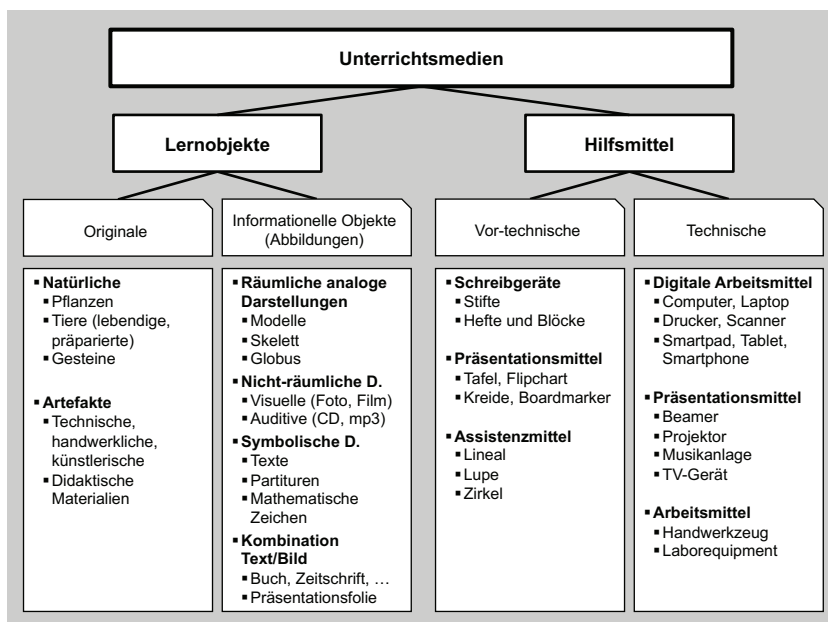 Unterrichtsmedien
Lernobjekte
Hilfsmittel
Originale
Informationelle Objekte
(Abbildungen)
Vor-technische
Technische
▪ Natürliche
▪ Pflanzen
▪ Tiere (lebendige,
präparierte)
▪ Gesteine
▪ Artefakte
▪ Technische,
handwerkliche,
künstlerische
▪ Didaktische
Materialien
▪ Räumliche analoge
Darstellungen
▪ Modelle
▪ Skelett
▪ Globus
▪ Nicht-räumliche D.
▪ Visuelle (Foto, Film)
▪ Auditive (CD, mp3)
▪ Symbolische D.
▪ Texte
▪ Partituren
▪ Mathematische
Zeichen
▪ Kombination
Text/Bild
▪ Buch, Zeitschrift, …
▪ Präsentationsfolie
▪ Schreibgeräte
▪ Stifte
▪ Hefte und Blöcke
▪ Präsentationsmittel
▪ Tafel, Flipchart
▪ Kreide, Boardmarker
▪ Assistenzmittel
▪ Lineal
▪ Lupe
▪ Zirkel
▪ Digitale Arbeitsmittel
▪ Computer, Laptop
▪ Drucker, Scanner
▪ Smartpad, Tablet,
Smartphone
▪ Präsentationsmittel
▪ Beamer
▪ Projektor
▪ Musikanlage
▪ TV-Gerät
▪ Arbeitsmittel
▪ Handwerkzeug
▪ Laborequipment